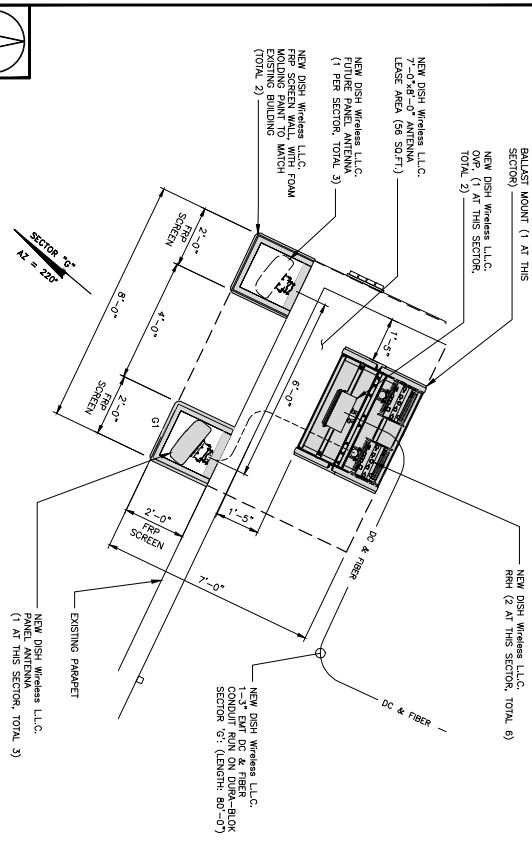 BALLAST MOUNT (1 AT THIS
SECTOR)
NEW DISH Wireless L.L.C.
OVP. (1 AT THIS SECTOR,
TOTAL 2)
NEW DISH Wireless L.L.C.
7'-0"x8'-0" ANTENNA
LEASE AREA (56 SQ.FT.)
NEW DISH Wireless L.L.C.
FUTURE PANEL ANTENNA
(1 PER SECTOR, TOTAL 3)
NEW DISH Wireless L.L.C.
FRP SCREEN WALL, WITH FOAM
MOLDING PAINT TO MATCH
EXISTING BUILDING
(TOTAL 2)
SECTOR "G"
AZ = 220°
8'-0"
2'-0"
FRP
SCREEN
4'-0"
2'-0"
FRP
SCREEN
6'-0"
1'-5"
G1
2'-0"
FRP
SCREEN
1'-5"
7'-0"
DC & FIBER
DC & FIBER
NEW DISH Wireless L.L.C.
RRH (2 AT THIS SECTOR, TOTAL 6)
NEW DISH Wireless L.L.C.
1-3" EMT DC & FIBER
CONDUIT RUN ON DURA-BLOK
SECTOR 'G': (LENGTH: 80'-0")
EXISTING PARAPET
NEW DISH Wireless L.L.C.
PANEL ANTENNA
(1 AT THIS SECTOR, TOTAL 3)